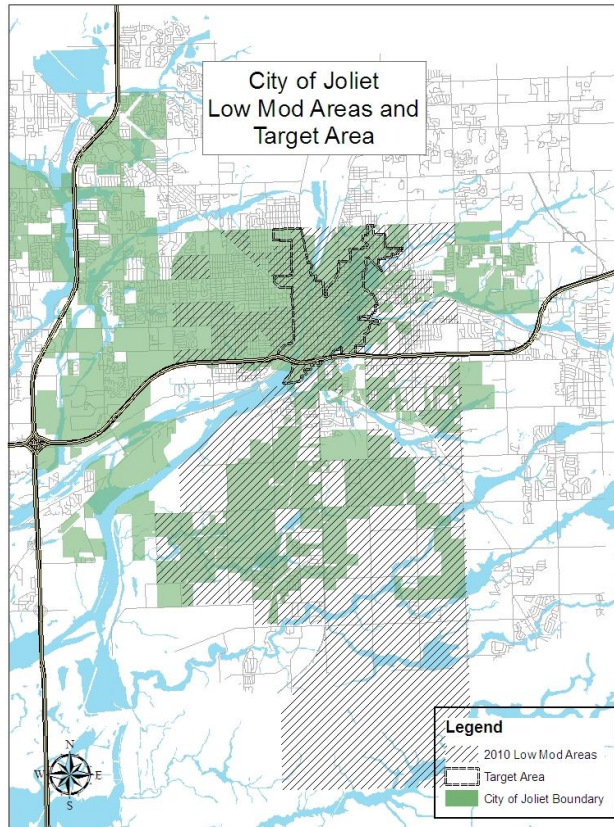 City of Joliet
Low Mod Areas and
Target Area
N
W E
S
Legend
2010 Low Mod Areas
Target Area
City of Joliet Boundary